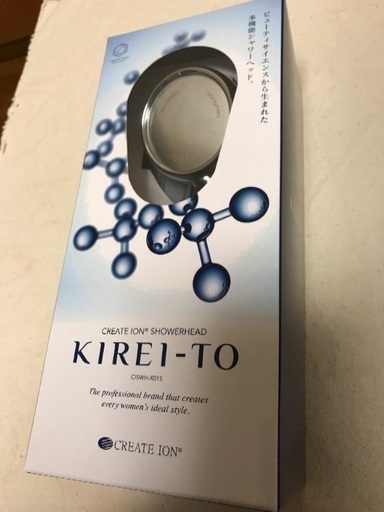 ビューティサイエンスから生まれた
多機能シャワーヘッド。
CREATE ION® SHOWERHEAD
KIREI-TO
CISWH-X01S
The professional brand that creates
every women's ideal style.
CREATE ION®